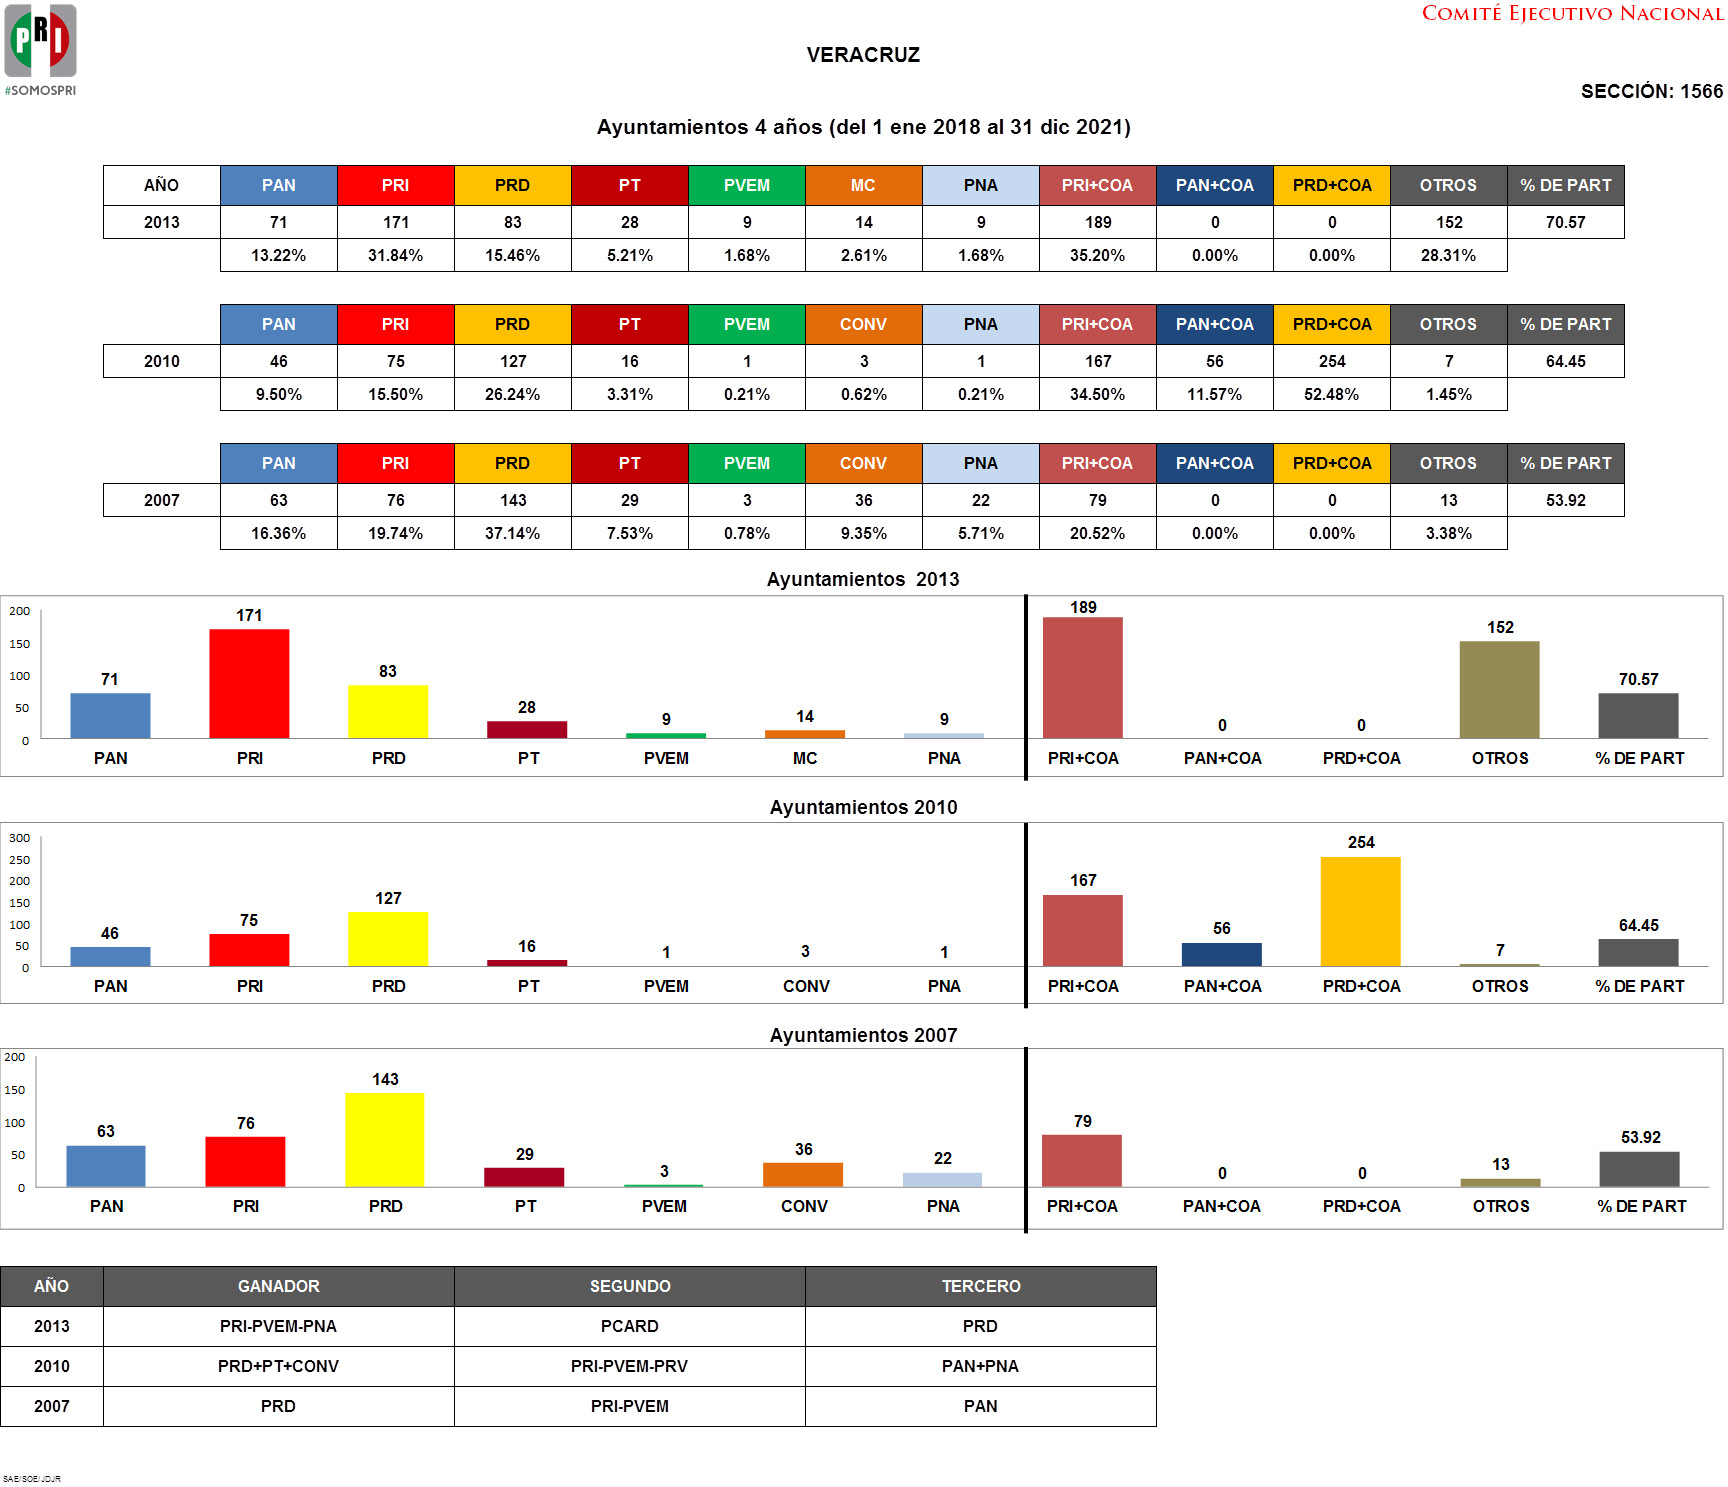 COMITÉ EJECUTIVO NACIONAL
PRI
#SOMOSPRI
VERACRUZ
SECCIÓN: 1566
Ayuntamientos 4 años (del 1 ene 2018 al 31 dic 2021)
AÑO PAN PRI PRD PT PVEM MC PNA PRI+COA PAN+COA PRD+COA OTROS % DE PART
2013 71 171 83 28 9 14 9 189 0 0 152 70.57
13.22% 31.84% 15.46% 5.21% 1.68% 2.61% 1.68% 35.20% 0.00% 0.00% 28.31%
PAN PRI PRD PT PVEM CONV PNA PRI+COA PAN+COA PRD+COA OTROS % DE PART
2010 46 75 127 16 1 3 1 167 56 254 7 64.45
9.50% 15.50% 26.24% 3.31% 0.21% 0.62% 0.21% 34.50% 11.57% 52.48% 1.45%
PAN PRI PRD PT PVEM CONV PNA PRI+COA PAN+COA PRD+COA OTROS % DE PART
2007 63 76 143 29 3 36 22 79 0 0 13 53.92
16.36% 19.74% 37.14% 7.53% 0.78% 9.35% 5.71% 20.52% 0.00% 0.00% 3.38%
Ayuntamientos 2013
200
150
100
50
0
71 171 83 28 9 14 9 189 0 0 152 70.57
PAN PRI PRD PT PVEM MC PNA PRI+COA PAN+COA PRD+COA OTROS % DE PART
Ayuntamientos 2010
300
250
200
150
100
50
0
46 75 127 16 1 3 1 167 56 254 7 64.45
PAN PRI PRD PT PVEM CONV PNA PRI+COA PAN+COA PRD+COA OTROS % DE PART
Ayuntamientos 2007
200
150
100
50
0
63 76 143 29 3 36 22 79 0 0 13 53.92
PAN PRI PRD PT PVEM CONV PNA PRI+COA PAN+COA PRD+COA OTROS % DE PART
AÑO GANADOR SEGUNDO TERCERO
2013 PRI-PVEM-PNA PCARD PRD
2010 PRD+PT+CONV PRI-PVEM-PRV PAN+PNA
2007 PRD PRI-PVEM PAN
SAE/SOE/JDJR